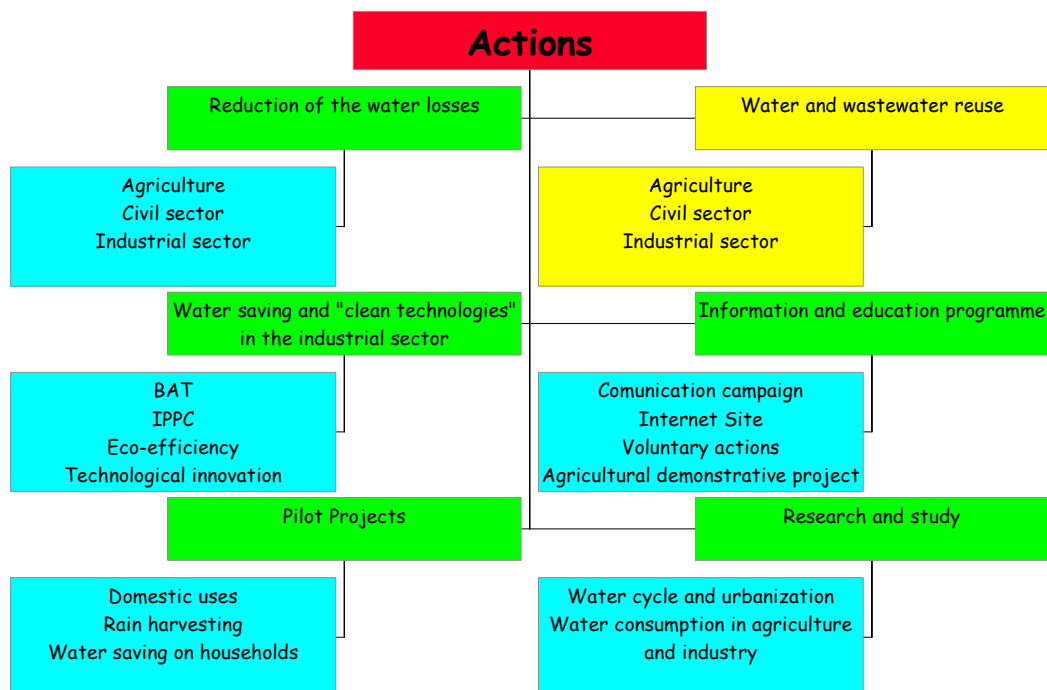 Actions
Reduction of the water losses
Agriculture
Civil sector
Industrial sector
Water and wastewater reuse
Agriculture
Civil sector
Industrial sector
Water saving and "clean technologies"
in the industrial sector
BAT
IPPC
Eco-efficiency
Technological innovation
Information and education programme
Comunication campaign
Internet Site
Voluntary actions
Agricultural demonstrative project
Pilot Projects
Domestic uses
Rain harvesting
Water saving on households
Research and study
Water cycle and urbanization
Water consumption in agriculture
and industry